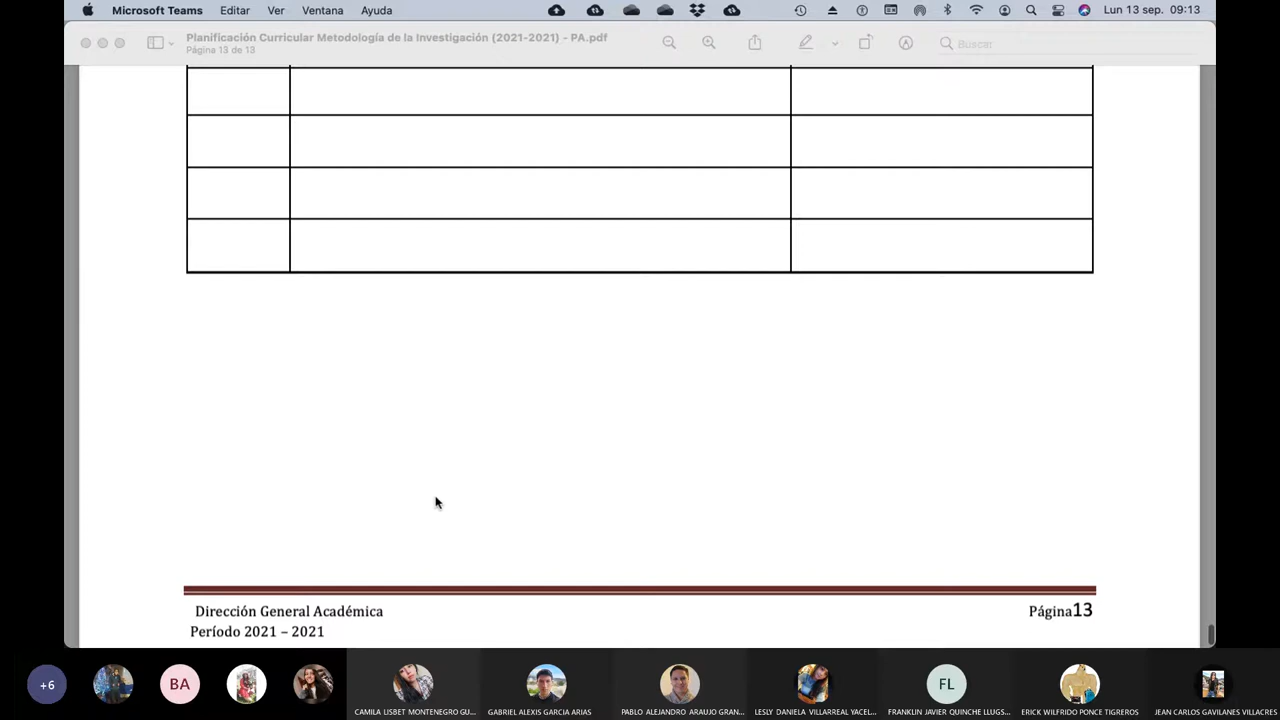 Microsoft Teams Editar Ver Ventana Ayuda Lun 13 sep. 09:13
Planificación Curricular Metodología de la Investigación (2021-2021) - PA.pdf
Página 13 de 13
Buscar
Dirección General Académica
Página13
Período 2021 – 2021
+6
BA
FL
CAMILA LISBET MONTENEGRO GU...
GABRIEL ALEXIS GARCIA ARIAS
PABLO ALEJANDRO ARAUJO GRAN...
LESLY DANIELA VILLARREAL YACEL...
FRANKLIN JAVIER QUINCHE LLUGS...
ERICK WILFRIDO PONCE TIGREROS
JEAN CARLOS GAVILANES VILLACRES